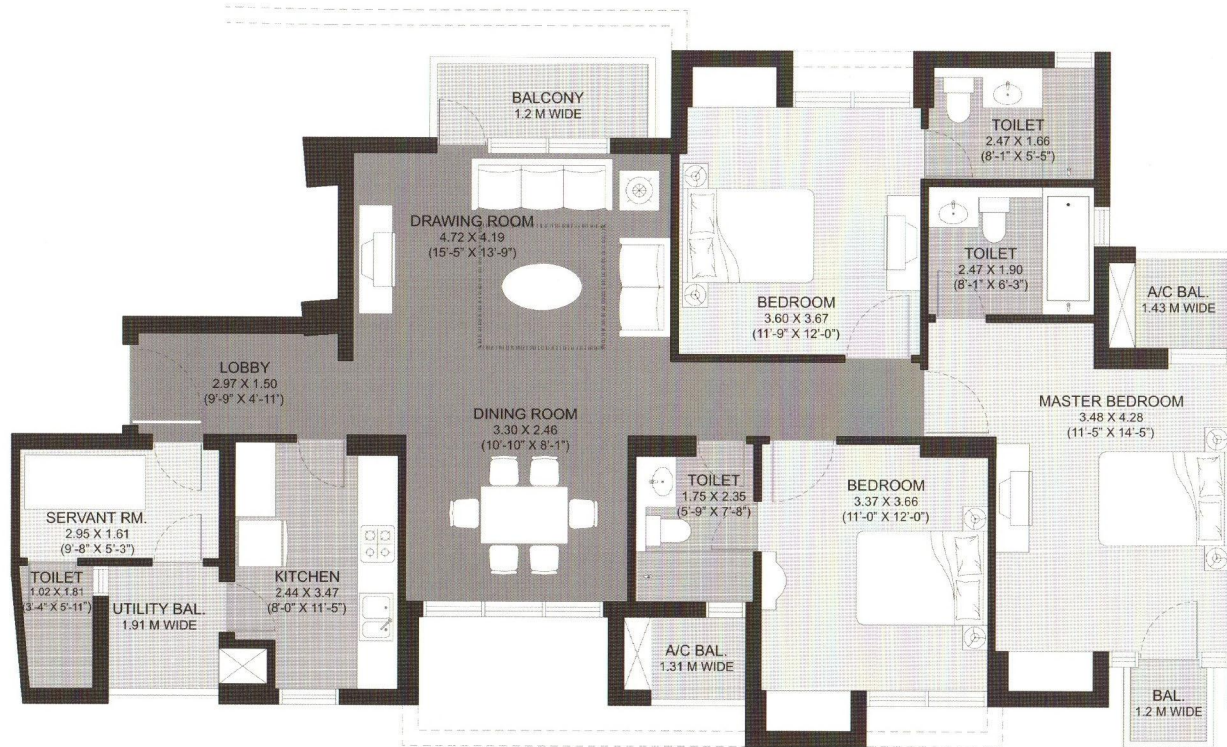 BALCONY
1.2 M WIDE
TOILET
2.47 X 1.66
(8'-1" X 5'-5")
DRAWING ROOM
4.72 X 4.19
(15'-5" X 13'-9")
TOILET
2.47 X 1.90
(8'-1" X 6'-3")
A/C BAL.
1.43 M WIDE
BEDROOM
3.60 X 3.67
(11'-9" X 12'-0")
LOBBY
2.97 X 1.50
(9'-9" X 4'-11")
MASTER BEDROOM
3.48 X 4.28
(11'-5" X 14'-5")
DINING ROOM
3.30 X 2.46
(10'-10" X 8'-1")
TOILET
1.75 X 2.35
(5'-9" X 7'-8")
BEDROOM
3.37 X 3.66
(11'-0" X 12'-0")
SERVANT RM.
2.95 X 1.61
(9'-8" X 5'-3")
TOILET
1.02 X 1.81
(3'-4" X 5'-11")
UTILITY BAL.
1.91 M WIDE
KITCHEN
2.44 X 3.47
(8'-0" X 11'-5")
A/C BAL.
1.31 M WIDE
BAL.
1.2 M WIDE